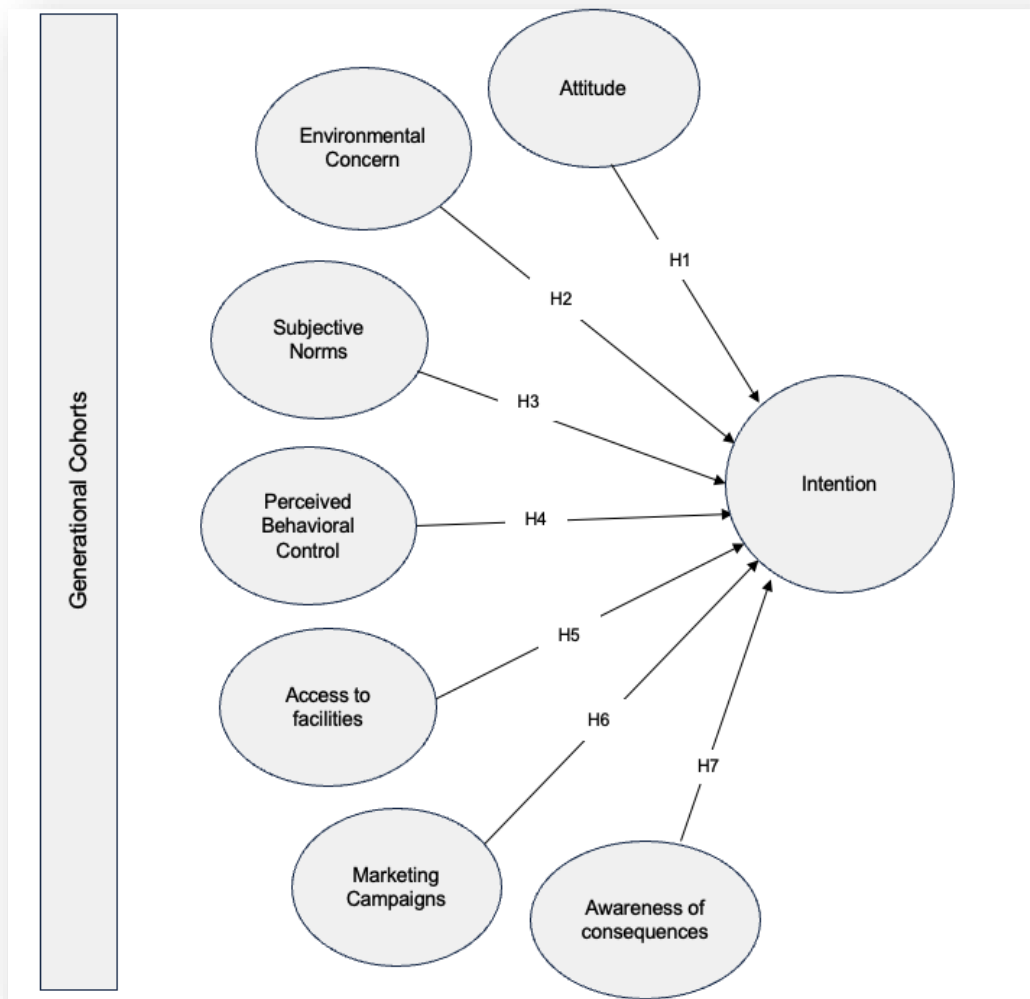 Generational Cohorts
Attitude
Environmental
Concern
H1
H2
Subjective
Norms
H3
Intention
Perceived
Behavioral
Control
H4
H5
Access to
facilities
H6
H7
Marketing
Campaigns
Awareness of
consequences